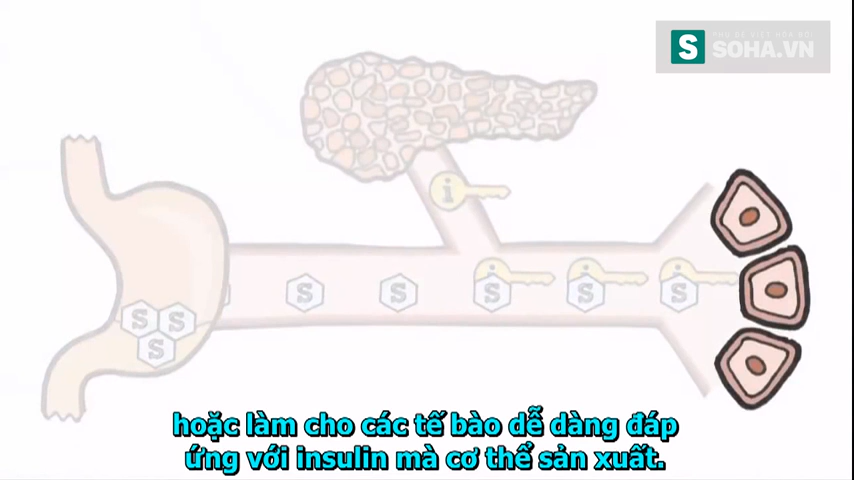 SOHA.VN
S
i
i
i
i
S
S
S
S
S
S
S
S
hoặc làm cho các tế bào dễ dàng đáp
ứng với insulin mà cơ thể sản xuất.